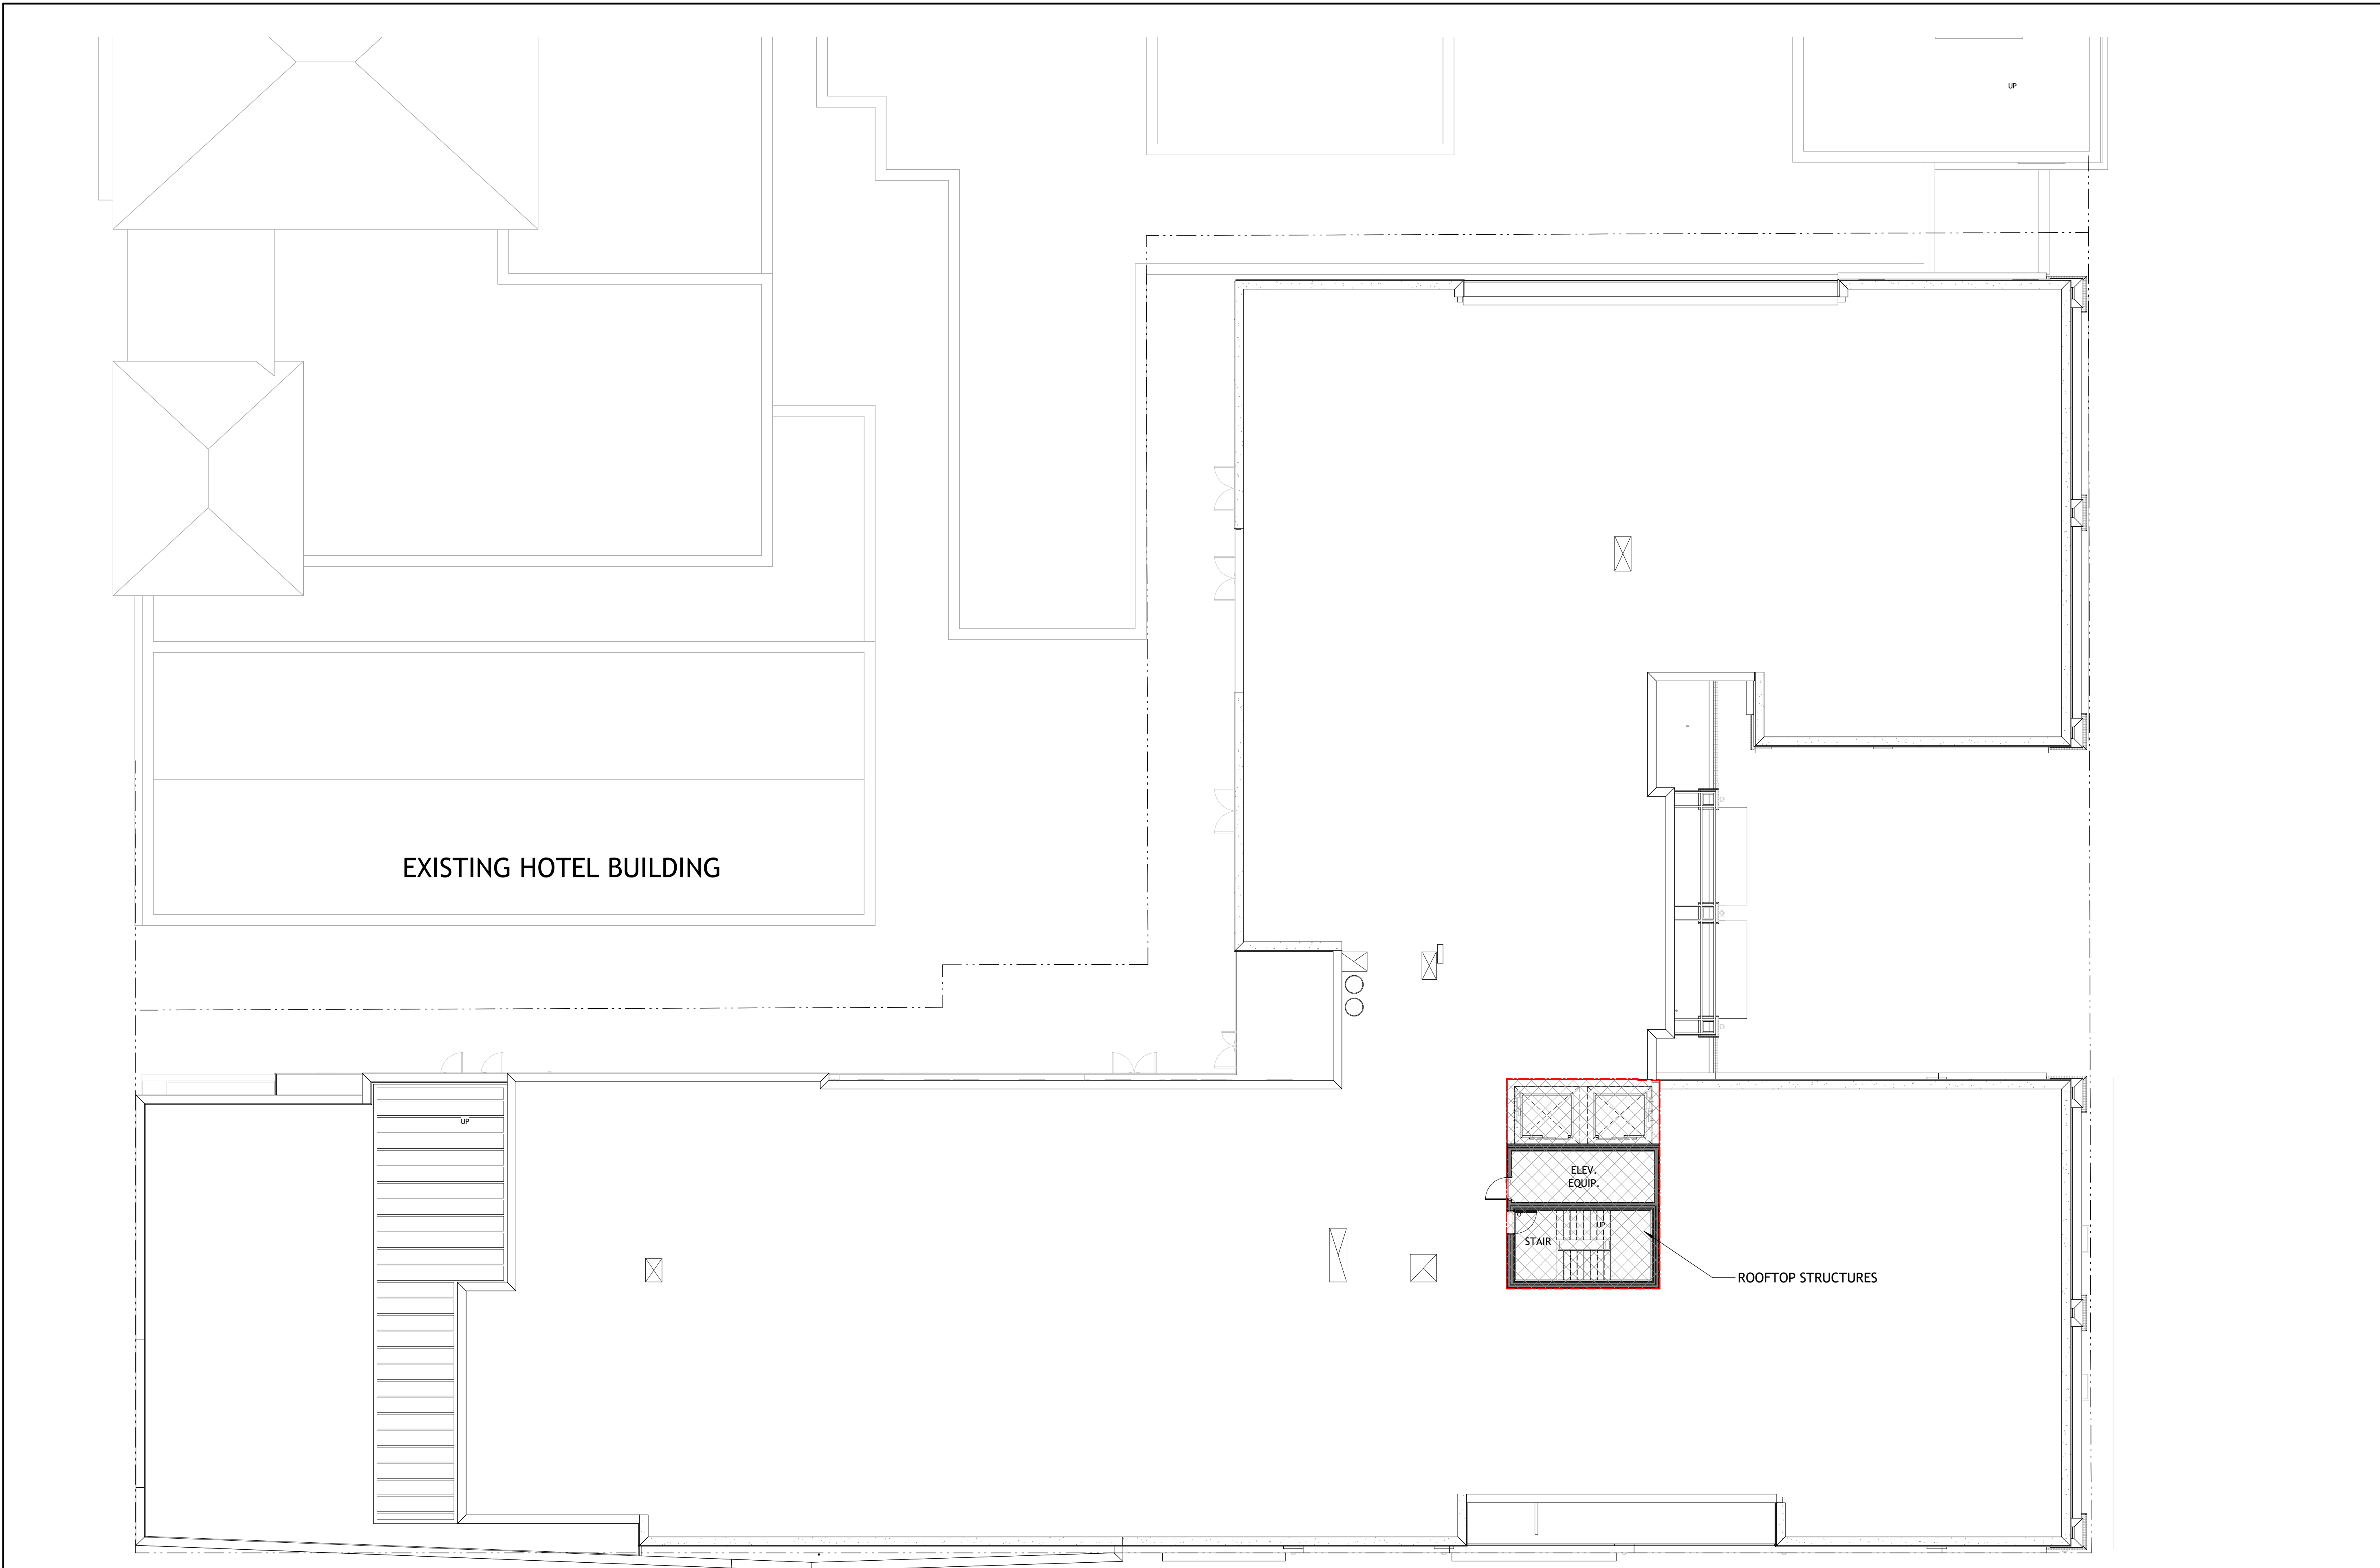 UP
EXISTING HOTEL BUILDING
UP
ELEV.
EQUIP.
UP
STAIR
ROOFTOP STRUCTURES